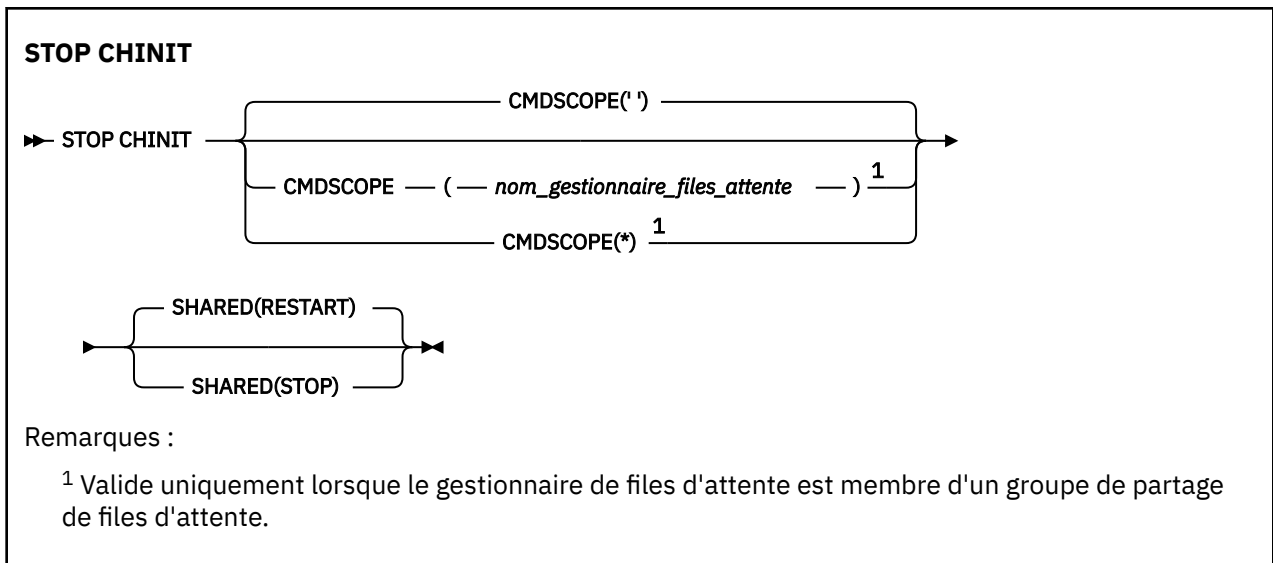 STOP CHINIT
CMDSCOPE(' ')
STOP CHINIT
CMDSCOPE ( nom_gestionnaire_files_attente ) 1
CMDSCOPE(*) 1
SHARED(RESTART)
SHARED(STOP)
Remarques :
1 Valide uniquement lorsque le gestionnaire de files d'attente est membre d'un groupe de partage
de files d'attente.